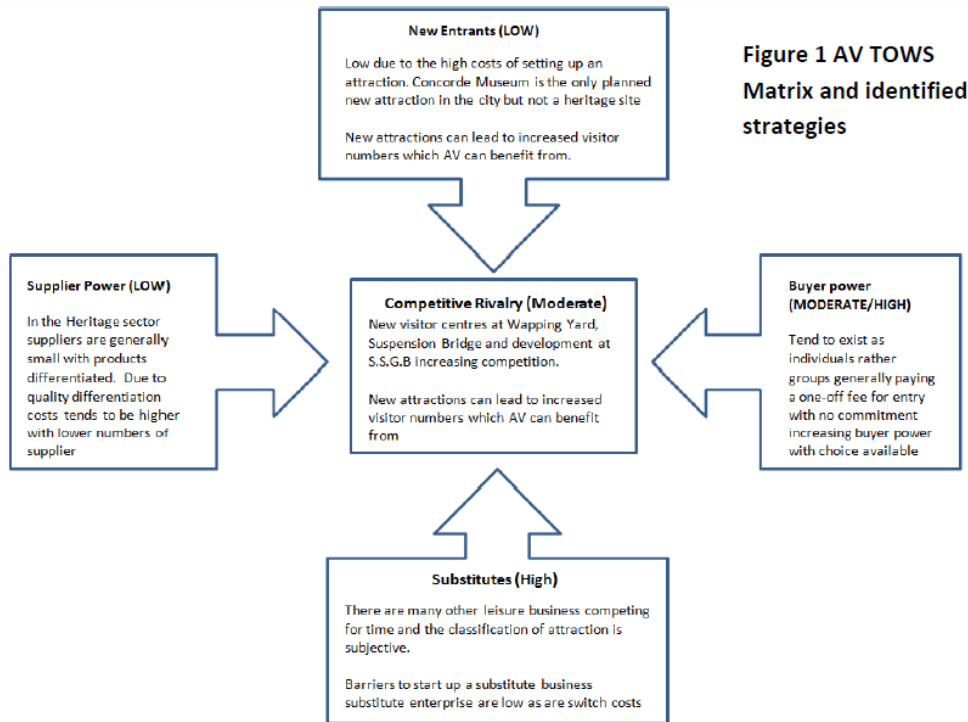 New Entrants (LOW)
Low due to the high costs of setting up an
attraction. Concorde Museum is the only planned
new attraction in the city but not a heritage site
New attractions can lead to increased visitor
numbers which AV can benefit from.
Figure 1 AV TOWS
Matrix and identified
strategies
Supplier Power (LOW)
In the Heritage sector
suppliers are generally
small with products
differentiated. Due to
quality differentiation
costs tends to be higher
with lower numbers of
supplier
Competitive Rivalry (Moderate)
New visitor centres at Wapping Yard,
Suspension Bridge and development at
S.S.G.B increasing competition.
New attractions can lead to increased
visitor numbers which AV can benefit
from
Buyer power
(MODERATE/HIGH)
Tend to exist as
individuals rather
groups generally paying
a one-off fee for entry
with no commitment
increasing buyer power
with choice available
Substitutes (High)
There are many other leisure business competing
for time and the classification of attraction is
subjective.
Barriers to start up a substitute business
substitute enterprise are low as are switch costs